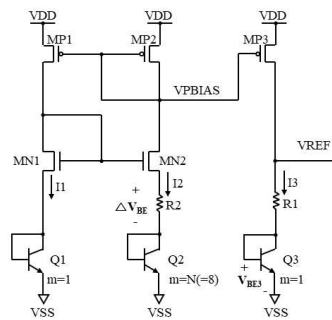 VDD VDD VDD
MP1 MP2 MP3
VPBIAS
VREF
MN1 MN2
I1 I2 I3
+
△VBE R2 R1
-
Q1 Q2 + Q3
VBE3
m=1 m=N(=8) - m=1
VSS VSS VSS